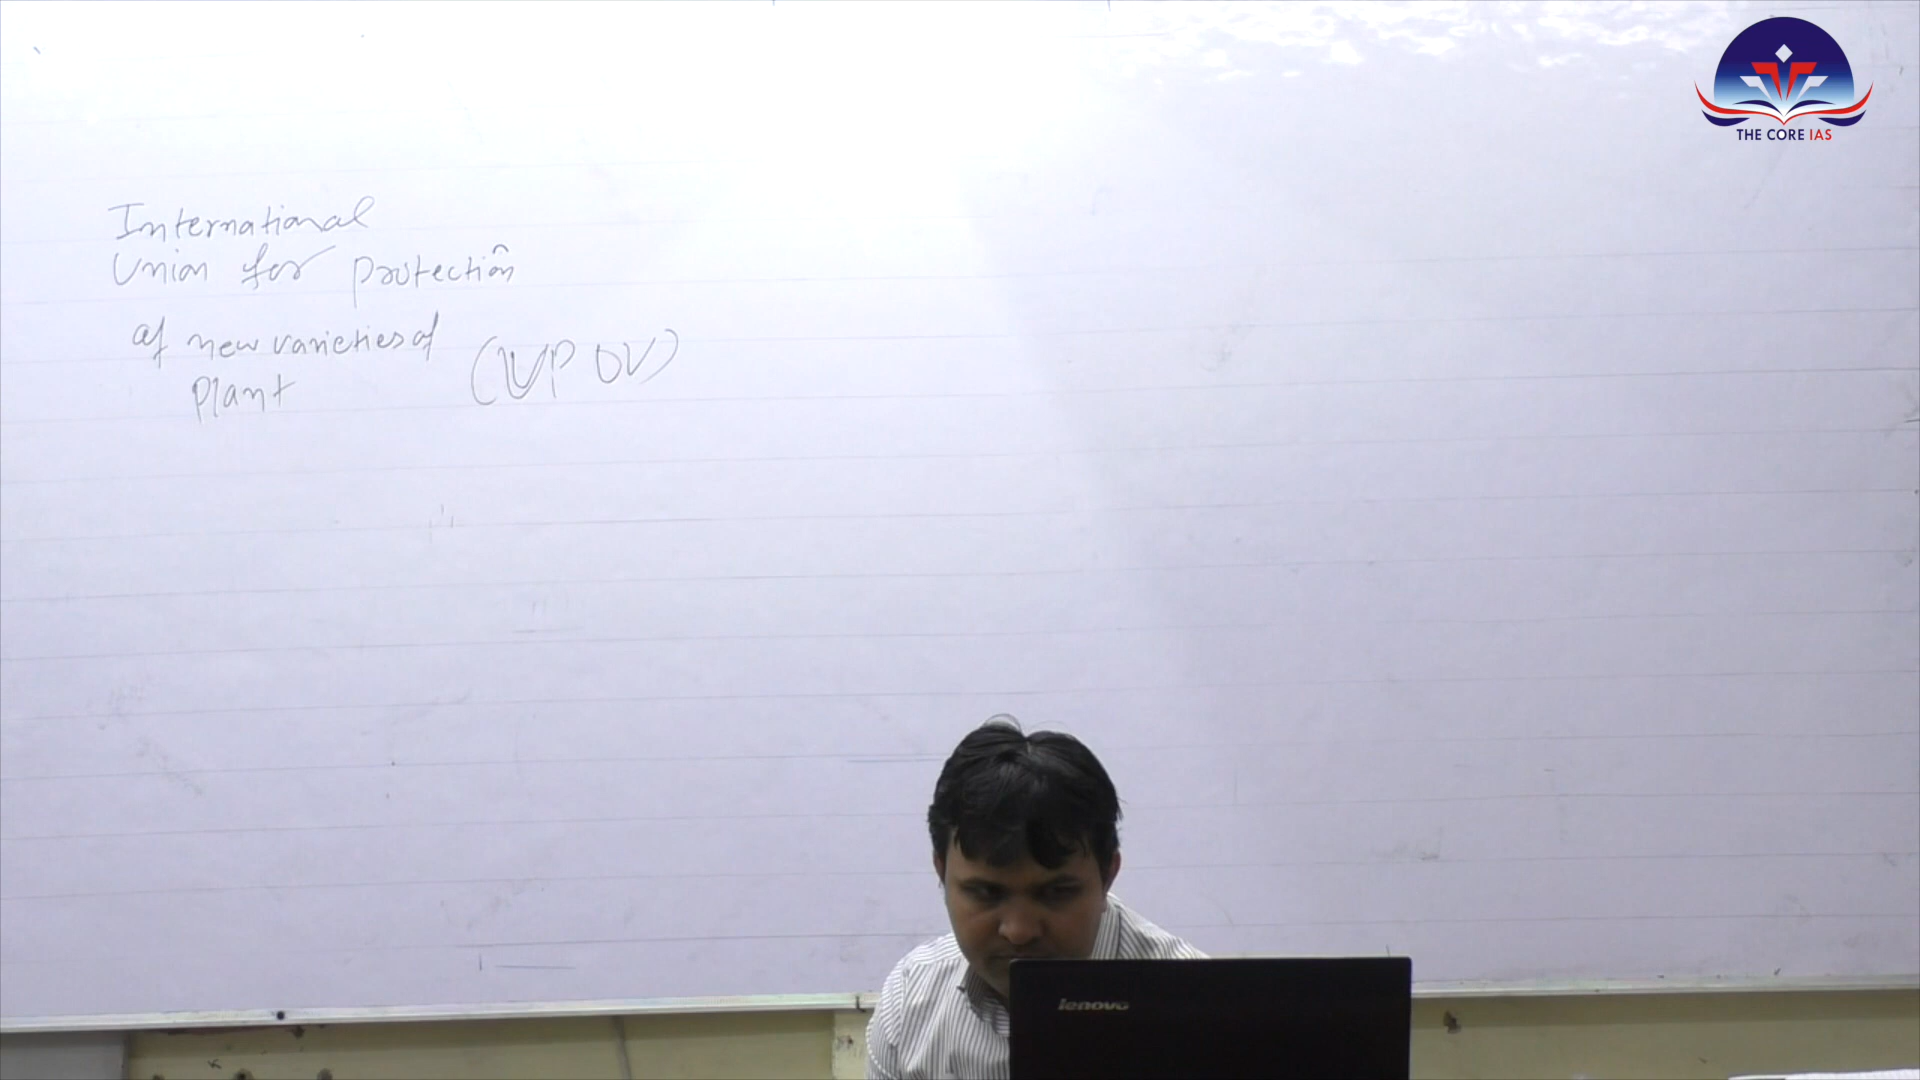 International
Union for protection
of new varieties of
plant
(UPOV)
THE CORE IAS
lenovo